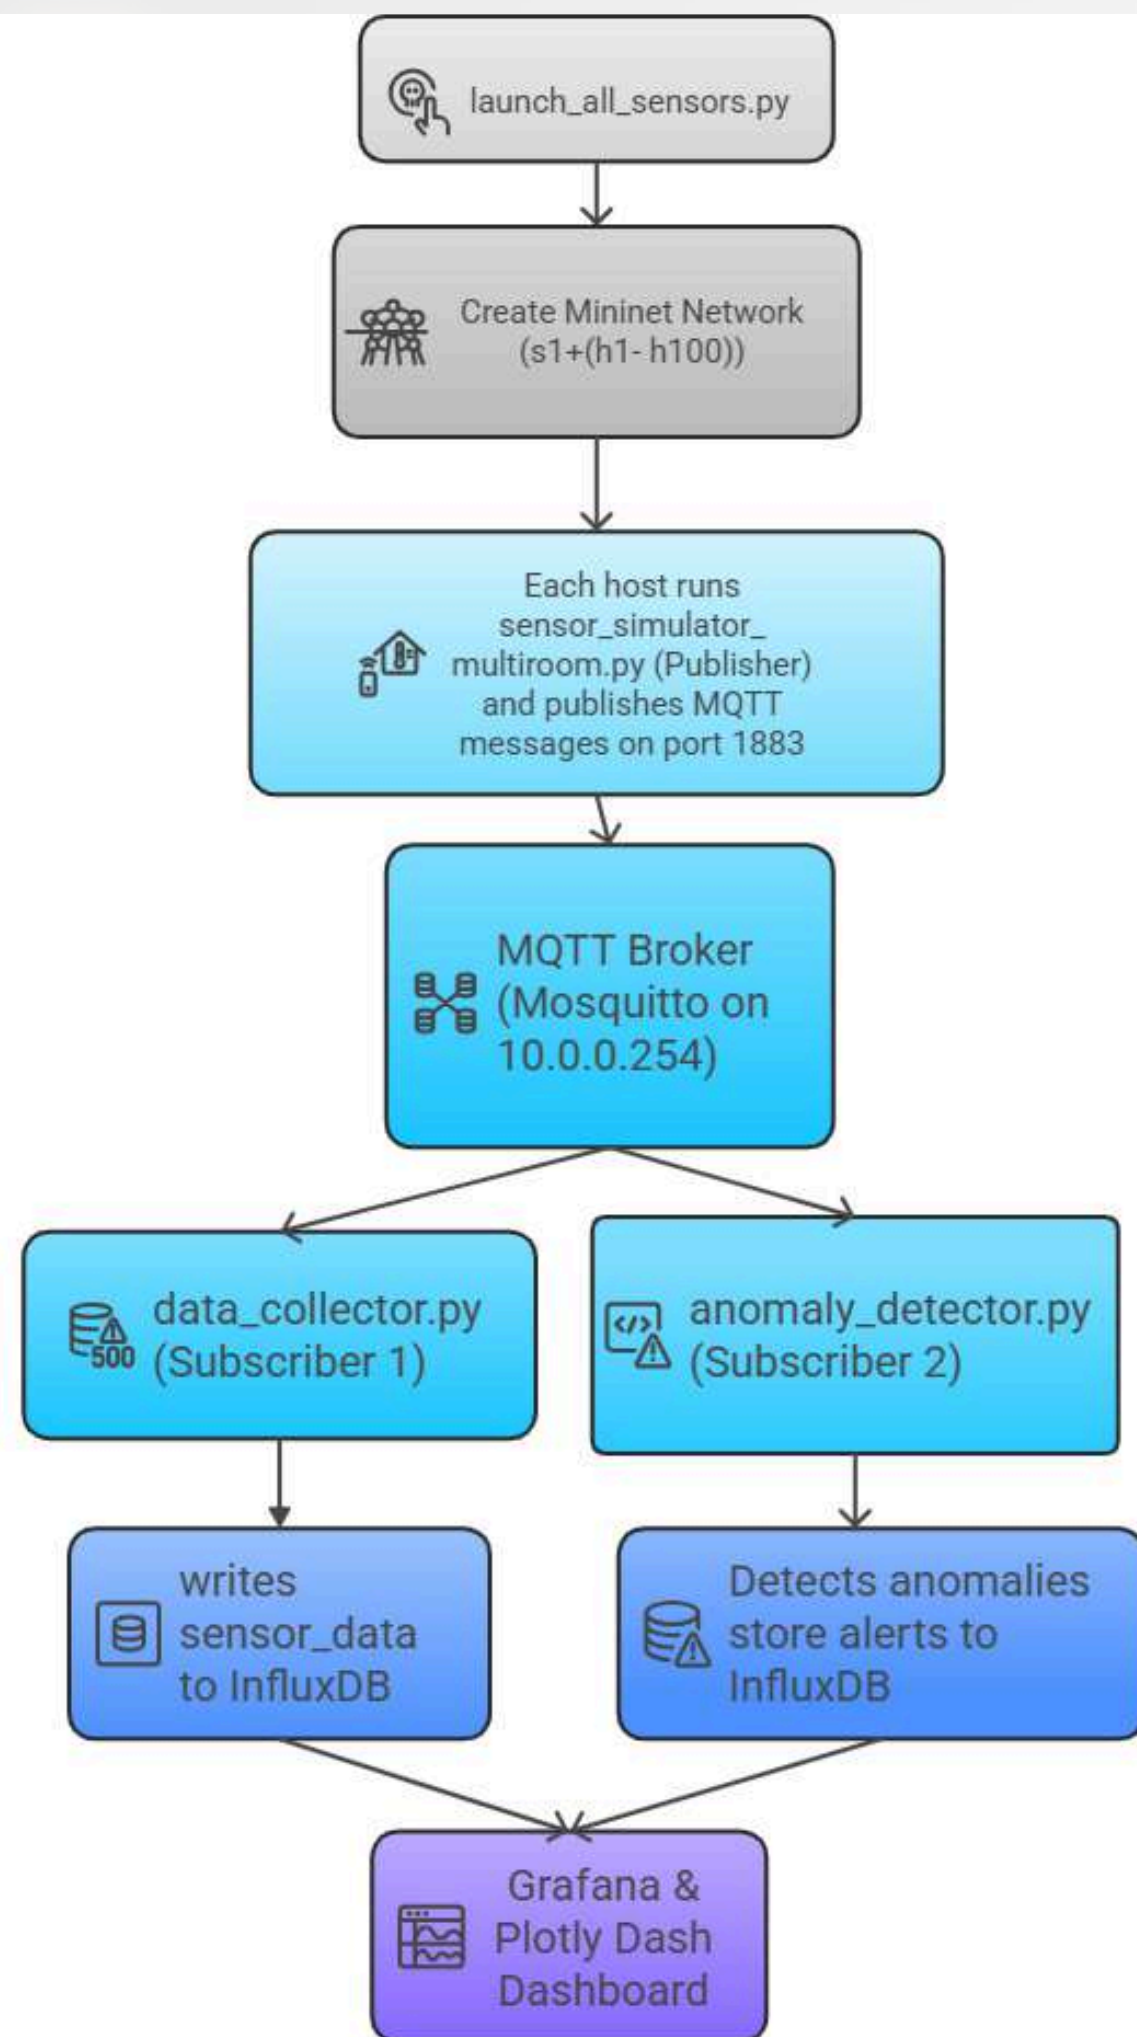 launch_all_sensors.py
Create Mininet Network
(s1+(h1- h100))
Each host runs
sensor_simulator_
multiroom.py (Publisher)
and publishes MQTT
messages on port 1883
MQTT Broker
(Mosquitto on
10.0.0.254)
data_collector.py
(Subscriber 1)
500
anomaly_detector.py
(Subscriber 2)
writes
sensor_data
to InfluxDB
Detects anomalies
store alerts to
InfluxDB
Grafana &
Plotly Dash
Dashboard